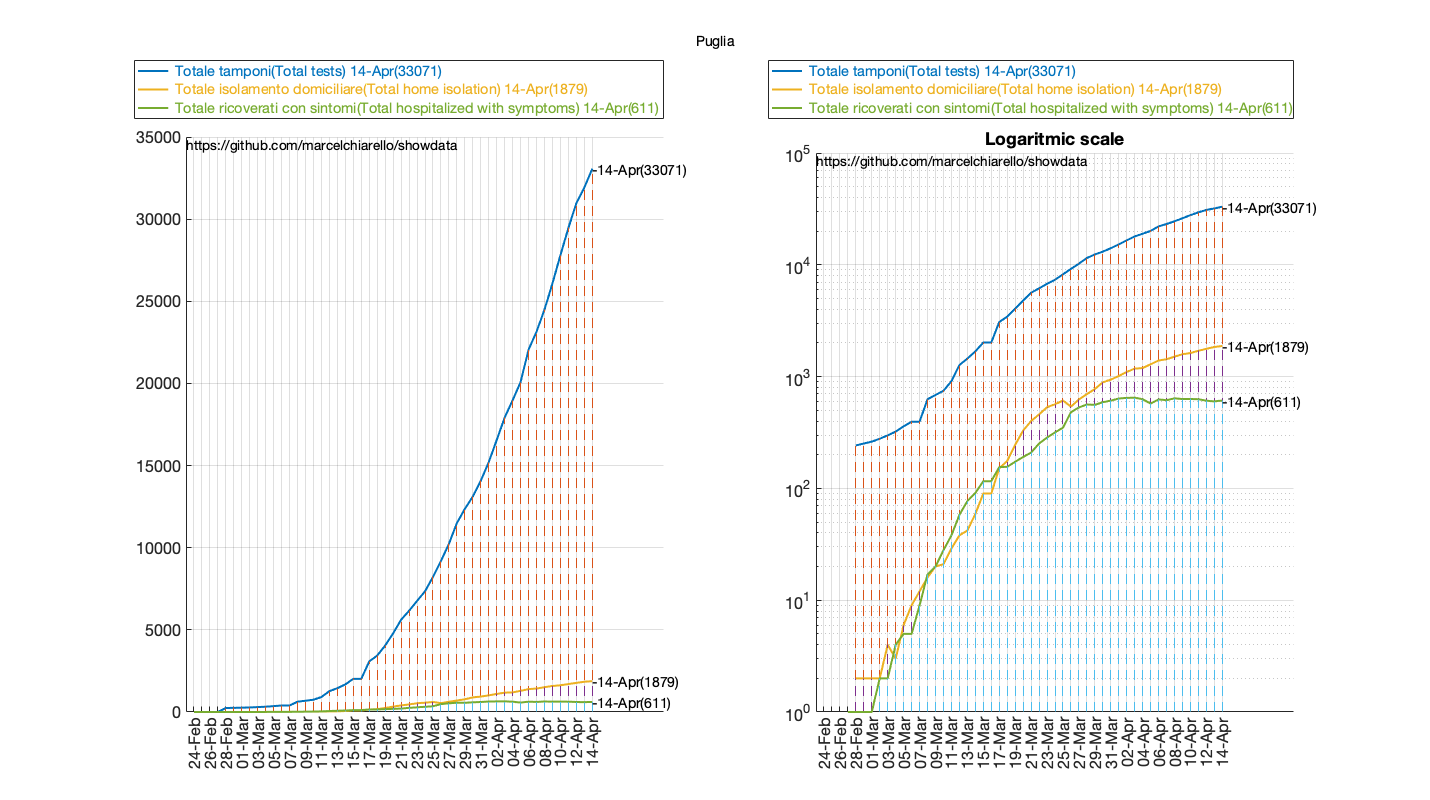 Puglia
Totale tamponi(Total tests) 14-Apr(33071)
Totale isolamento domiciliare(Total home isolation) 14-Apr(1879)
Totale ricoverati con sintomi(Total hospitalized with symptoms) 14-Apr(611)
35000
https://github.com/marcelchiarello/showdata
14-Apr(33071)
30000
25000
20000
15000
10000
5000
14-Apr(1879)
14-Apr(611)
0
24-Feb
26-Feb
28-Feb
01-Mar
03-Mar
05-Mar
07-Mar
09-Mar
11-Mar
13-Mar
15-Mar
17-Mar
19-Mar
21-Mar
23-Mar
25-Mar
27-Mar
29-Mar
31-Mar
02-Apr
04-Apr
06-Apr
08-Apr
10-Apr
12-Apr
14-Apr
Totale tamponi(Total tests) 14-Apr(33071)
Totale isolamento domiciliare(Total home isolation) 14-Apr(1879)
Totale ricoverati con sintomi(Total hospitalized with symptoms) 14-Apr(611)
Logaritmic scale
10^5
https://github.com/marcelchiarello/showdata
14-Apr(33071)
10^4
14-Apr(1879)
10^3
14-Apr(611)
10^2
10^1
10^0
24-Feb
26-Feb
28-Feb
01-Mar
03-Mar
05-Mar
07-Mar
09-Mar
11-Mar
13-Mar
15-Mar
17-Mar
19-Mar
21-Mar
23-Mar
25-Mar
27-Mar
29-Mar
31-Mar
02-Apr
04-Apr
06-Apr
08-Apr
10-Apr
12-Apr
14-Apr